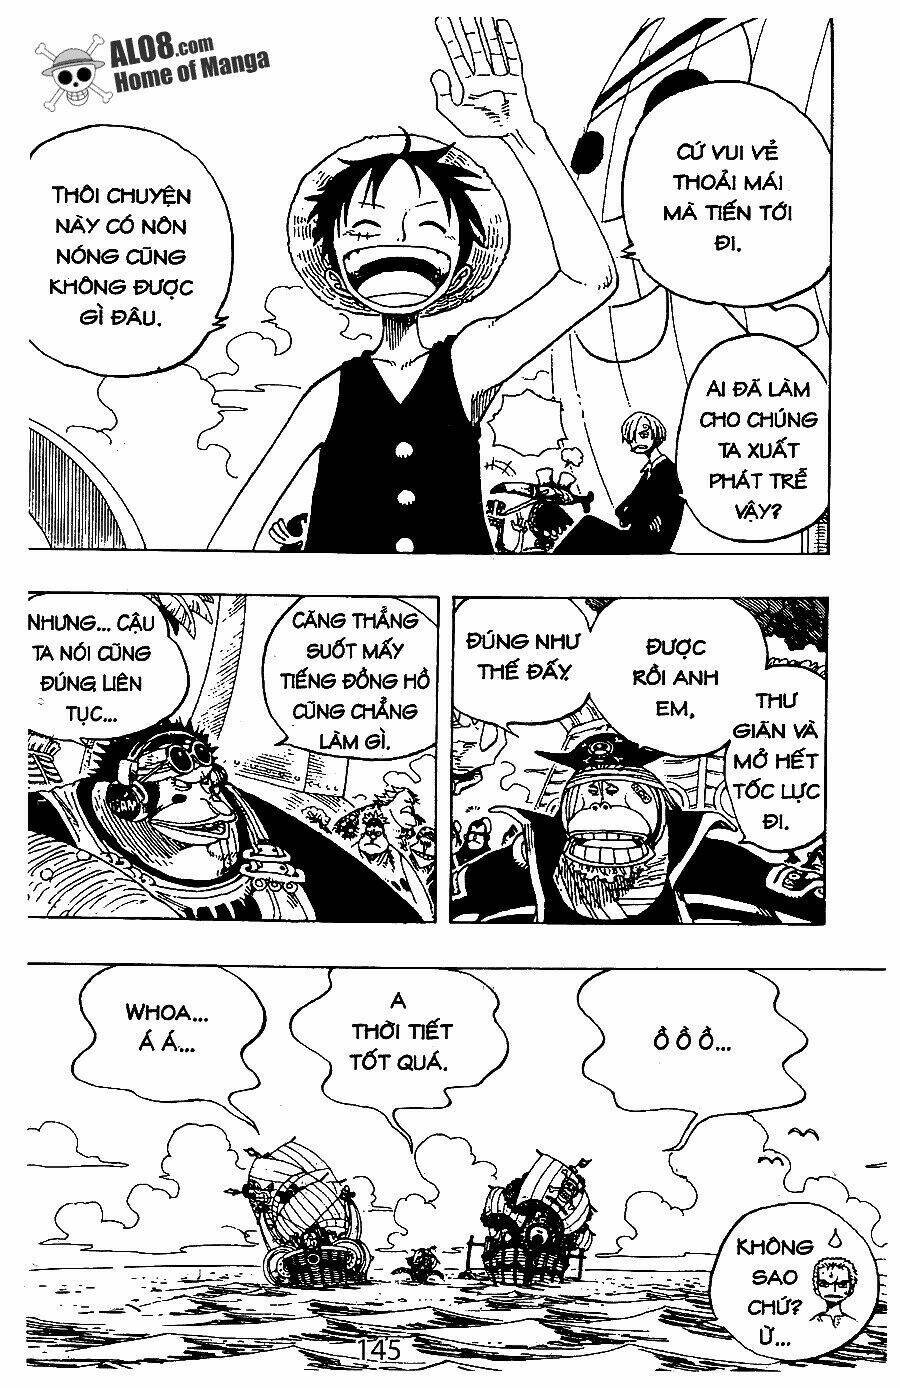 AL08.com
Home of Manga
CỨ VUI VẺ
THOẢI MÁI
MÀ TIẾN TỚI
ĐI.
THÔI CHUYỆN
NÀY CÓ NÔN
NÓNG CŨNG
KHÔNG ĐƯỢC
GÌ ĐÂU.
AI ĐÃ LÀM
CHO CHÚNG
TA XUẤT
PHÁT TRỄ
VẬY?
CĂNG THẲNG
SUỐT MẤY
TIẾNG ĐỒNG HỒ
CŨNG CHẲNG
LÀM GÌ.
NHƯNG... CẬU
TA NÓI CŨNG
ĐÚNG. LIÊN
TỤC...
ĐÚNG NHƯ
THẾ ĐẤY.
ĐƯỢC
RỒI ANH
EM,
THƯ
GIÃN VÀ
MỞ HẾT
TỐC LỰC
ĐI.
WHOA...
Á Á...
A
THỜI TIẾT
TỐT QUÁ.
Ồ Ồ Ồ...
KHÔNG
SAO
CHỨ?
Ừ...
145